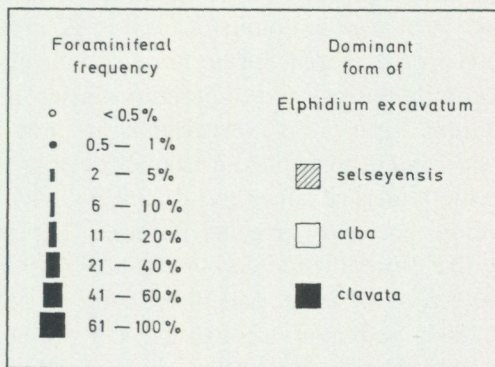 Foraminiferal
frequency
< 0.5%
0.5 — 1%
2 — 5%
6 — 10%
11 — 20%
21 — 40%
41 — 60%
61 — 100%
Dominant
form of
Elphidium excavatum
selseyensis
alba
clavata